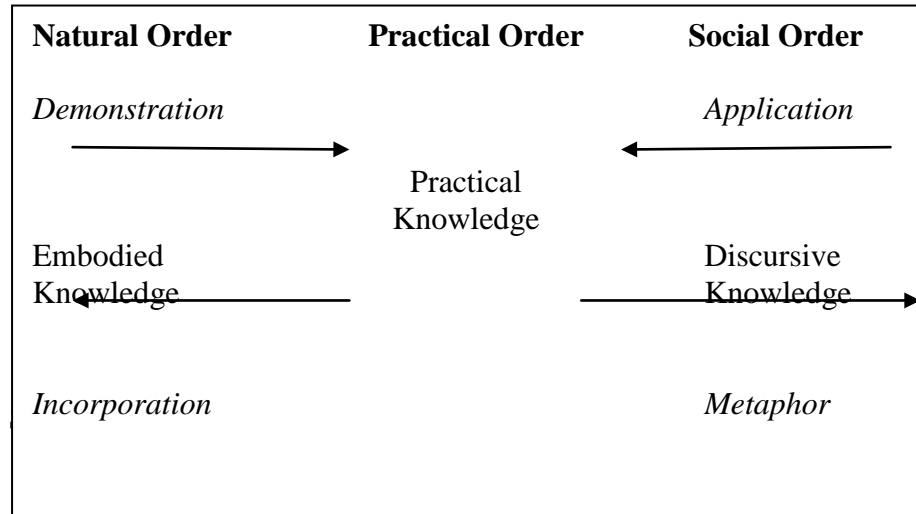 Natural Order Practical Order Social Order
Demonstration Application
Practical
Knowledge
Embodied Discursive
Knowledge Knowledge
Incorporation Metaphor